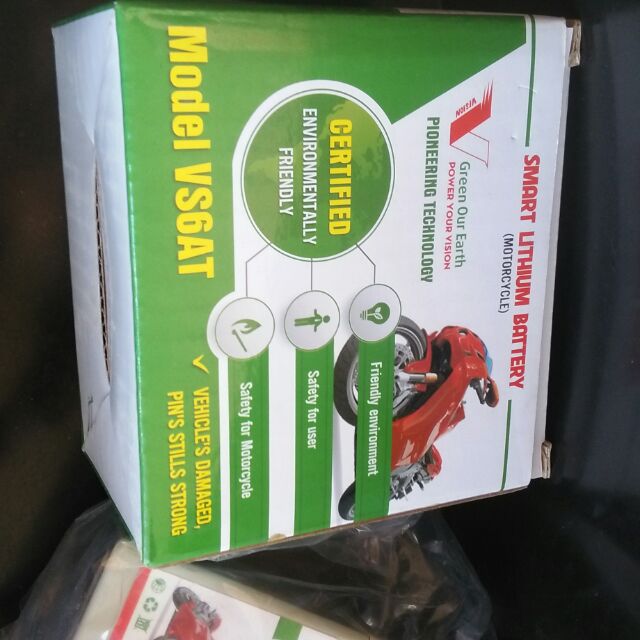 SMART LITHIUM BATTERY
(MOTORCYCLE)
VISION
Green Our Earth
POWER YOUR VISION
PIONEERING TECHNOLOGY
CERTIFIED
ENVIRONMENTALLY
FRIENDLY
Friendly environment
Safety for user
Safety for Motorcycle
Model VS6AT
VEHICLE'S DAMAGED,
PIN'S STILLS STRONG